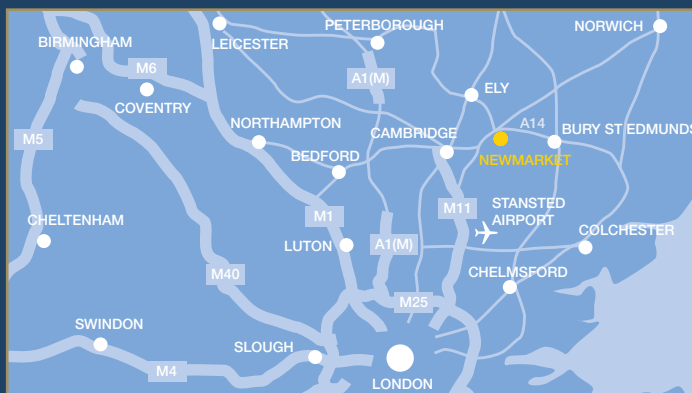 PETERBOROUGH
NORWICH
BIRMINGHAM
LEICESTER
M6
A1(M)
ELY
COVENTRY
NORTHAMPTON
A14
CAMBRIDGE
BURY ST EDMUNDS
M5
BEDFORD
NEWMARKET
M11
STANSTED
AIRPORT
M1
CHELTENHAM
COLCHESTER
LUTON
A1(M)
M40
CHELMSFORD
M25
SWINDON
SLOUGH
M4
LONDON